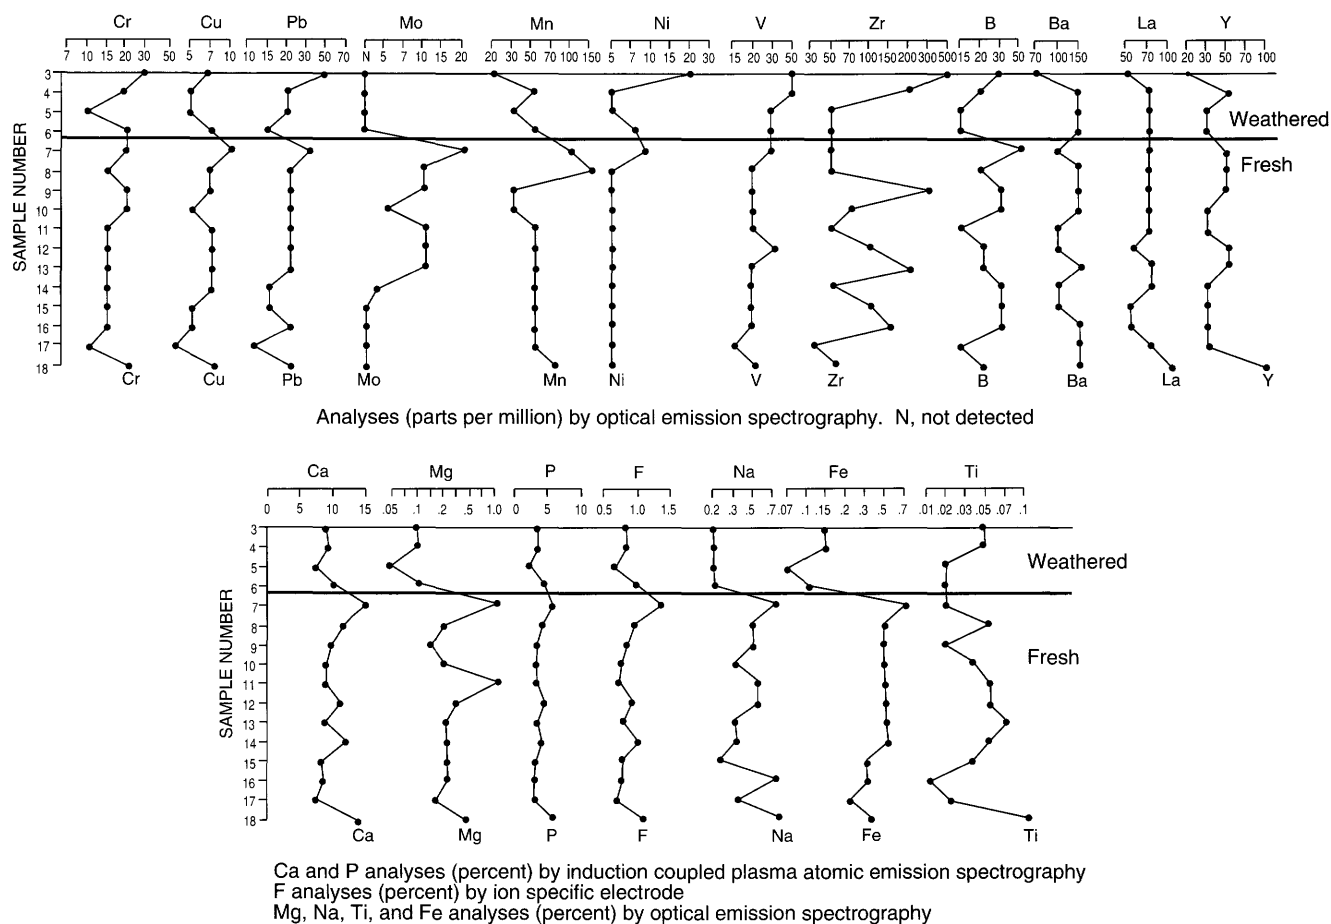 Cr Cu Pb Mo Mn Ni V Zr B Ba La Y
7 10 15 20 30 50 5 7 10 10 15 20 30 50 70 N 5 7 10 15 20 20 30 50 70 100 150 5 7 10 15 20 30 15 20 30 50 30 50 70 100 150 200 300 500 15 20 30 50 70 100 150 50 70 100 20 30 50 70 100
3
4
5
Weathered
6
7
Fresh
8
9
10
11
12
13
14
15
16
17
18
SAMPLE NUMBER
Cr Cu Pb Mo Mn Ni V Zr B Ba La Y
Analyses (parts per million) by optical emission spectrography. N, not detected
Ca Mg P F Na Fe Ti
0 5 10 15 .05 .1 .2 .5 1.0 0 5 10 0.5 1.0 1.5 0.2 .3 .5 .7 .07 .1 .15 .2 .3 .5 .7 .01 .02 .03 .05 .07 0.1
3
4
Weathered
5
6
7
8
Fresh
9
10
11
12
13
14
15
16
17
18
SAMPLE NUMBER
Ca Mg P F Na Fe Ti
Ca and P analyses (percent) by induction coupled plasma atomic emission spectrography
F analyses (percent) by ion specific electrode
Mg, Na, Ti, and Fe analyses (percent) by optical emission spectrography